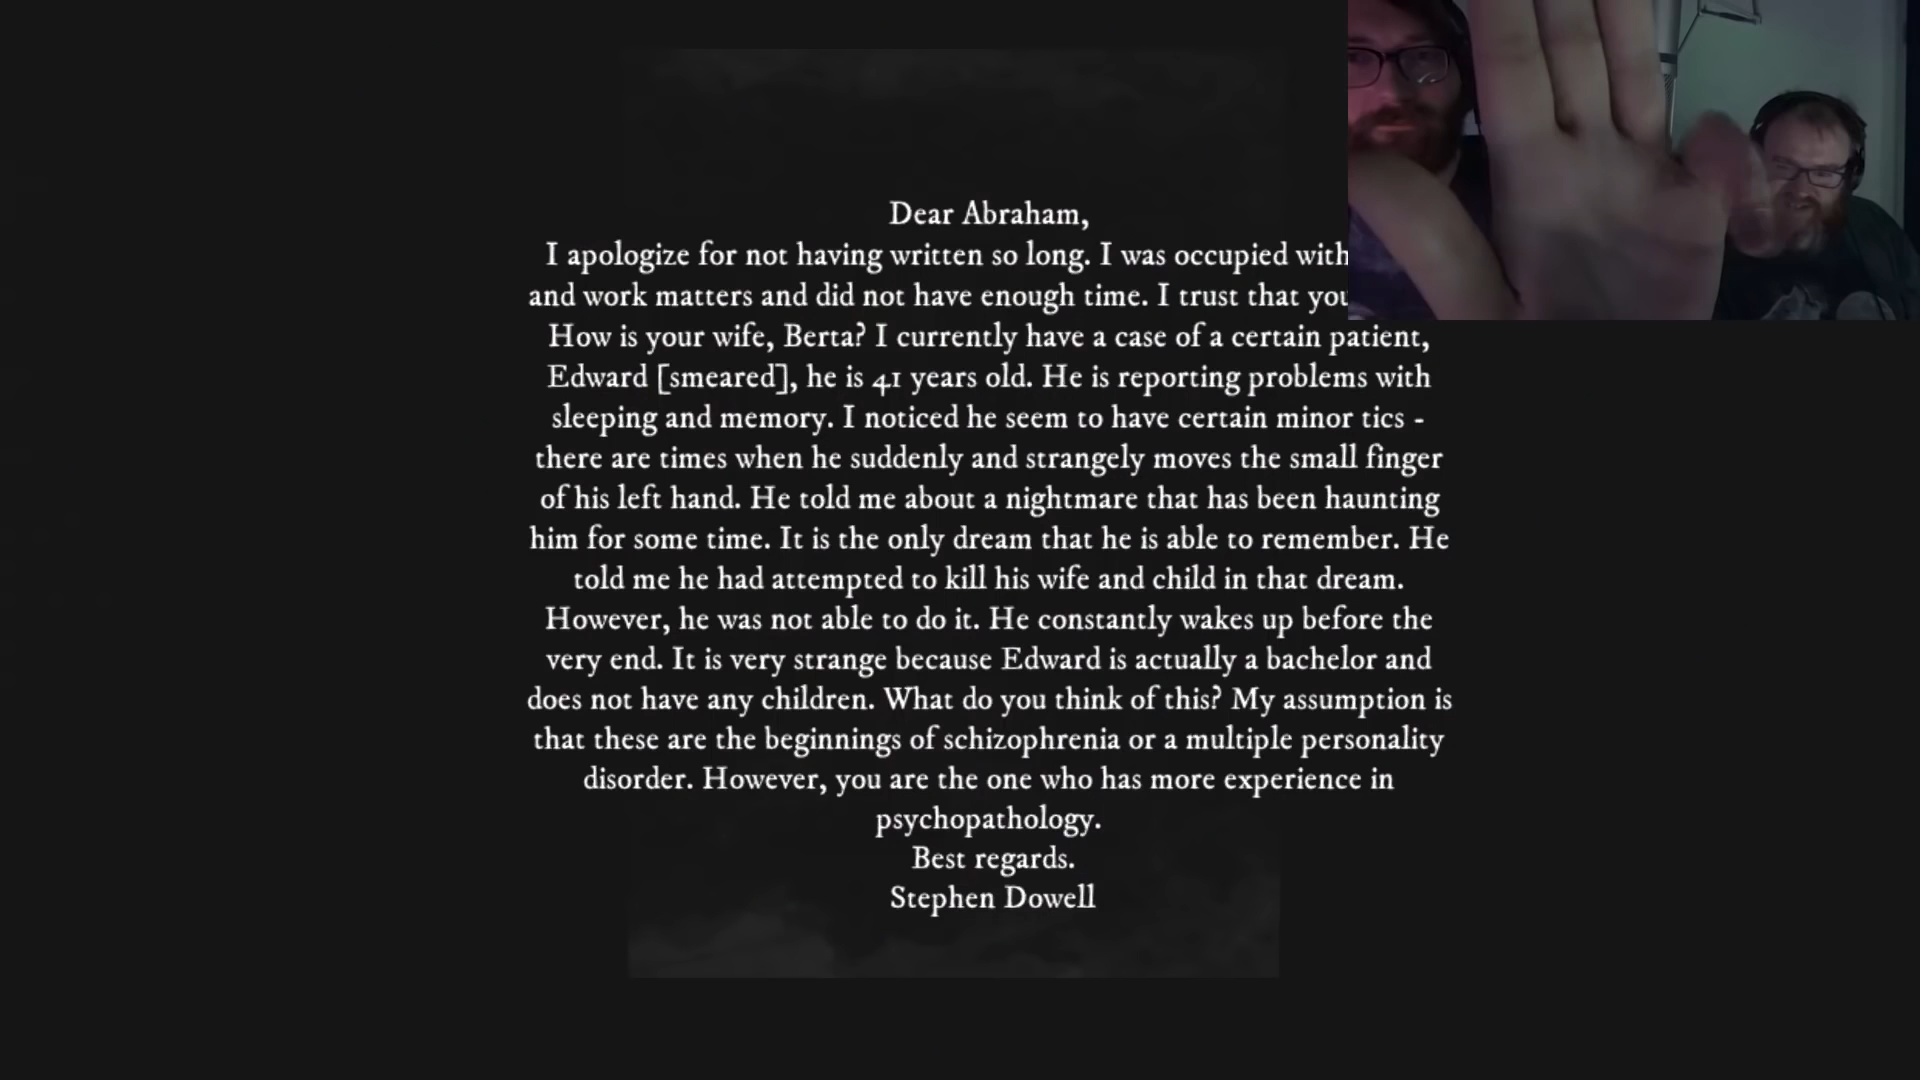 Dear Abraham,
I apologize for not having written so long. I was occupied with
and work matters and did not have enough time. I trust that
How is your wife, Berta? I currently have a case of a certain patient,
Edward [smeared], he is 41 years old. He is reporting problems with
sleeping and memory. I noticed he seem to have certain minor tics -
there are times when he suddenly and strangely moves the small finger
of his left hand. He told me about a nightmare that has been haunting
him for some time. It is the only dream that he is able to remember. He
told me he had attempted to kill his wife and child in that dream.
However, he was not able to do it. He constantly wakes up before the
very end. It is very strange because Edward is actually a bachelor and
does not have any children. What do you think of this? My assumption is
that these are the beginnings of schizophrenia or a multiple personality
disorder. However, you are the one who has more experience in
psychopathology.
Best regards.
Stephen Dowell